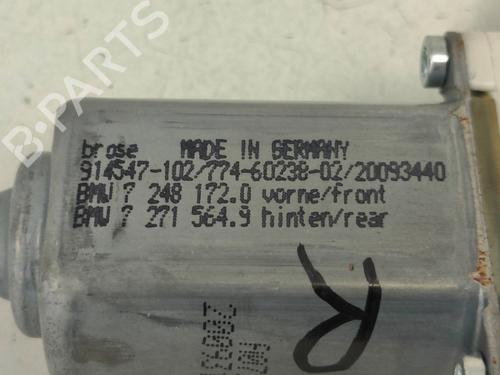 brose MADE IN GERMANY
914547-102/774-60238-02/20093440
BMW 7 248 172.0 vorne/front
BMW 7 271 564.9 hinten/rear
R
B-Parts